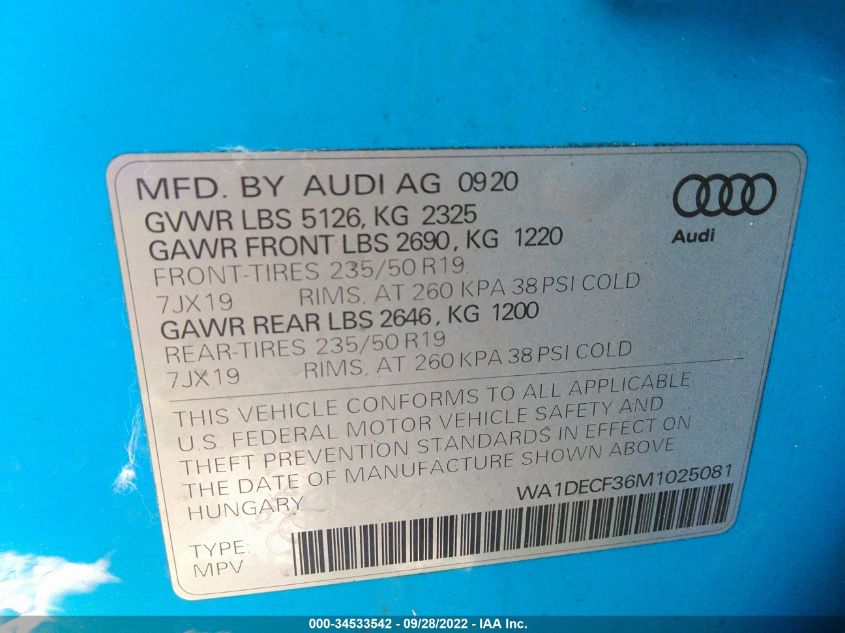 MFD. BY AUDI AG 0920
GVWR LBS 5126, KG 2325
GAWR FRONT LBS 2690, KG 1220
FRONT-TIRES 235/50 R19
7JX19 RIMS, AT 260 KPA 38 PSI COLD
GAWR REAR LBS 2646, KG 1200
REAR-TIRES 235/50 R19
7JX19 RIMS, AT 260 KPA 38 PSI COLD
Audi
THIS VEHICLE CONFORMS TO ALL APPLICABLE
U.S. FEDERAL MOTOR VEHICLE SAFETY AND
THEFT PREVENTION STANDARDS IN EFFECT ON
THE DATE OF MANUFACTURE SHOWN ABOVE
HUNGARY WA1DECF36M1025081
TYPE:
MPV
000-34533542 - 09/28/2022 - IAA Inc.